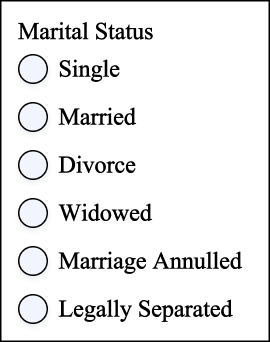 Marital Status
Single
Married
Divorce
Widowed
Marriage Annulled
Legally Separated